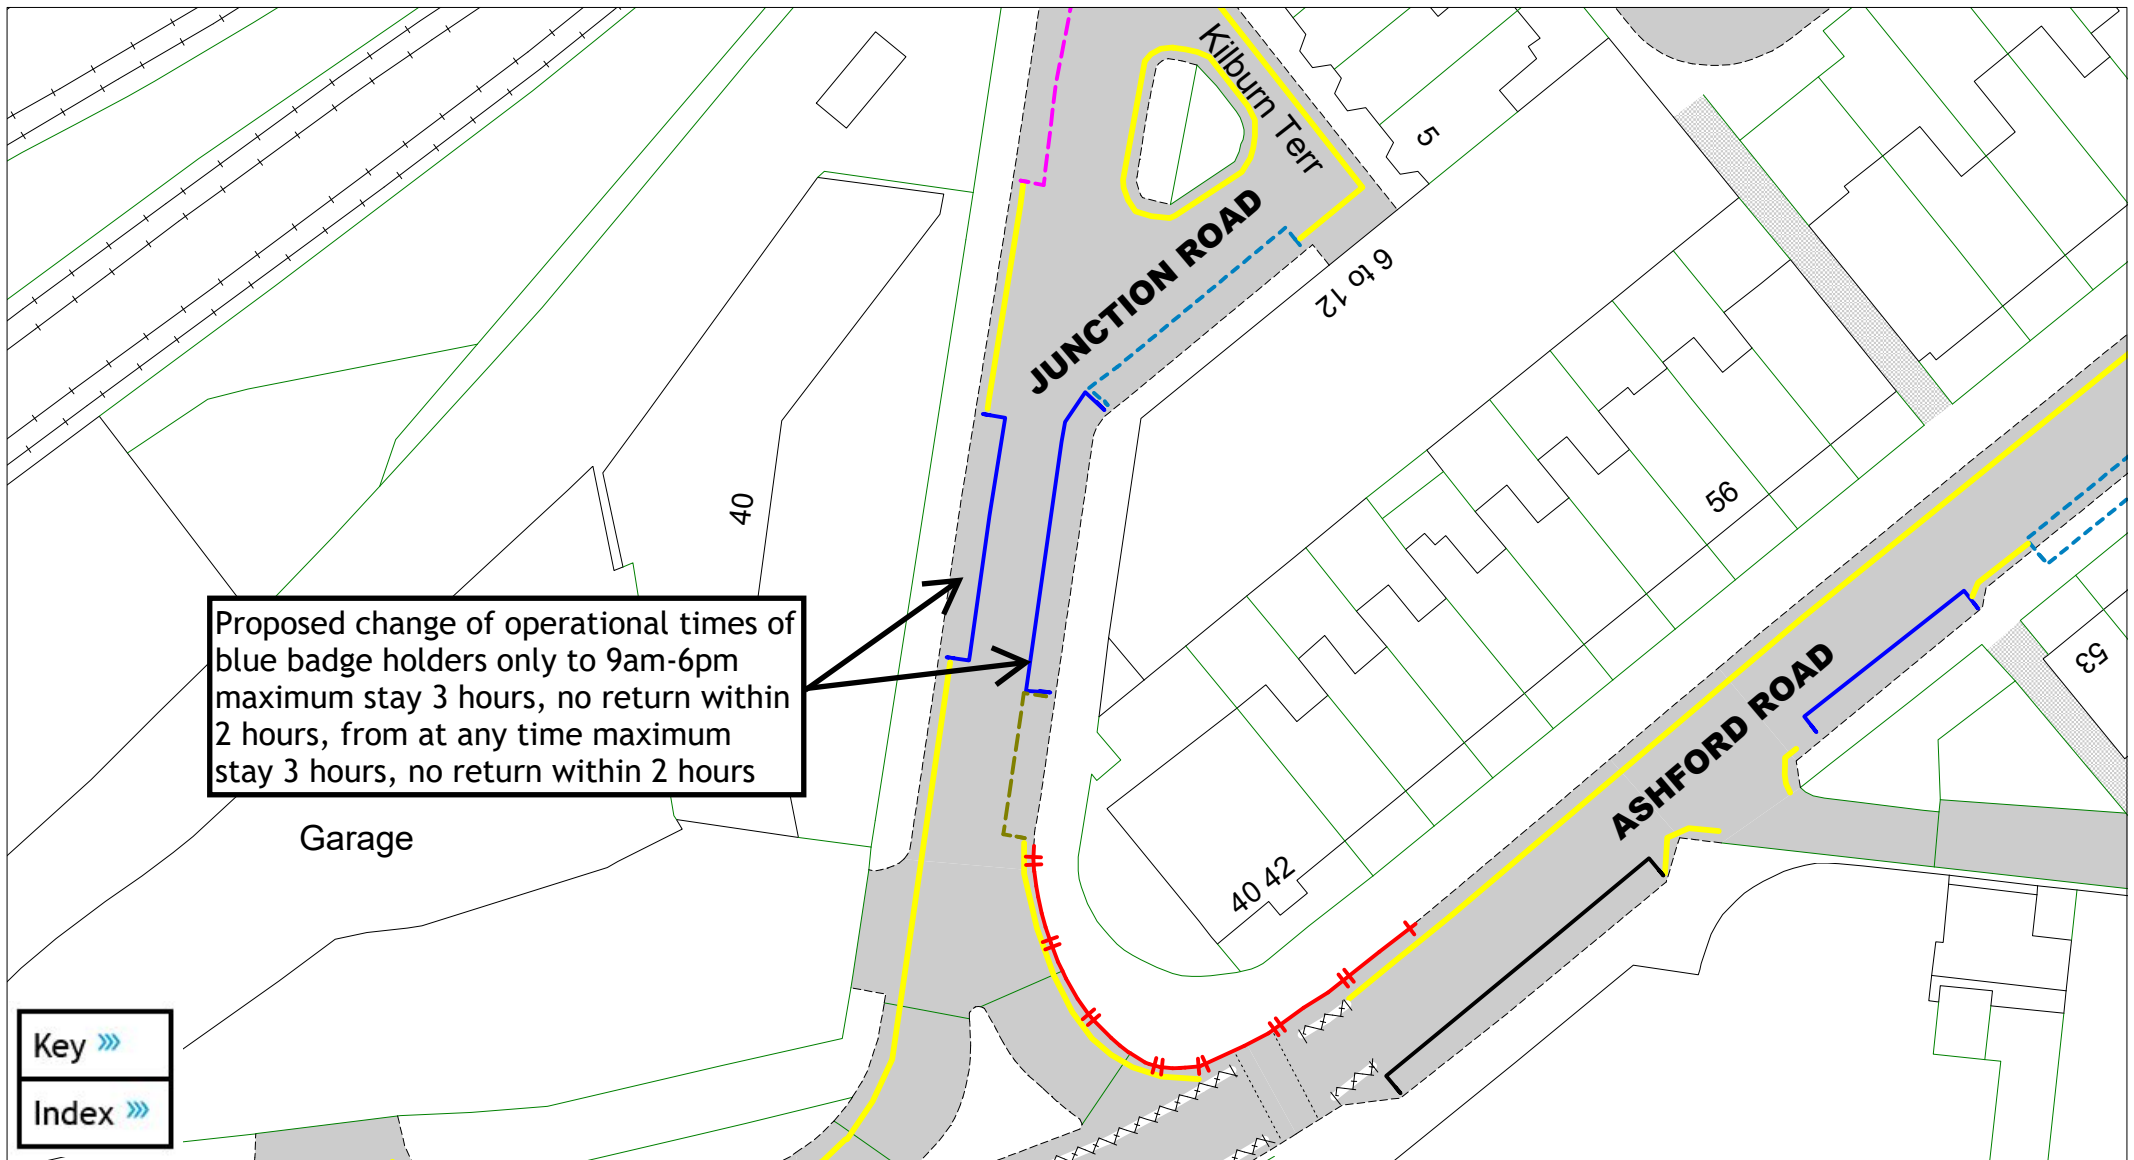 Kilburn Terr
5
JUNCTION ROAD
6 to 12
40
56
Proposed change of operational times of
blue badge holders only to 9am-6pm
maximum stay 3 hours, no return within
2 hours, from at any time maximum
stay 3 hours, no return within 2 hours
53
ASHFORD ROAD
Garage
40 42
Key
Index